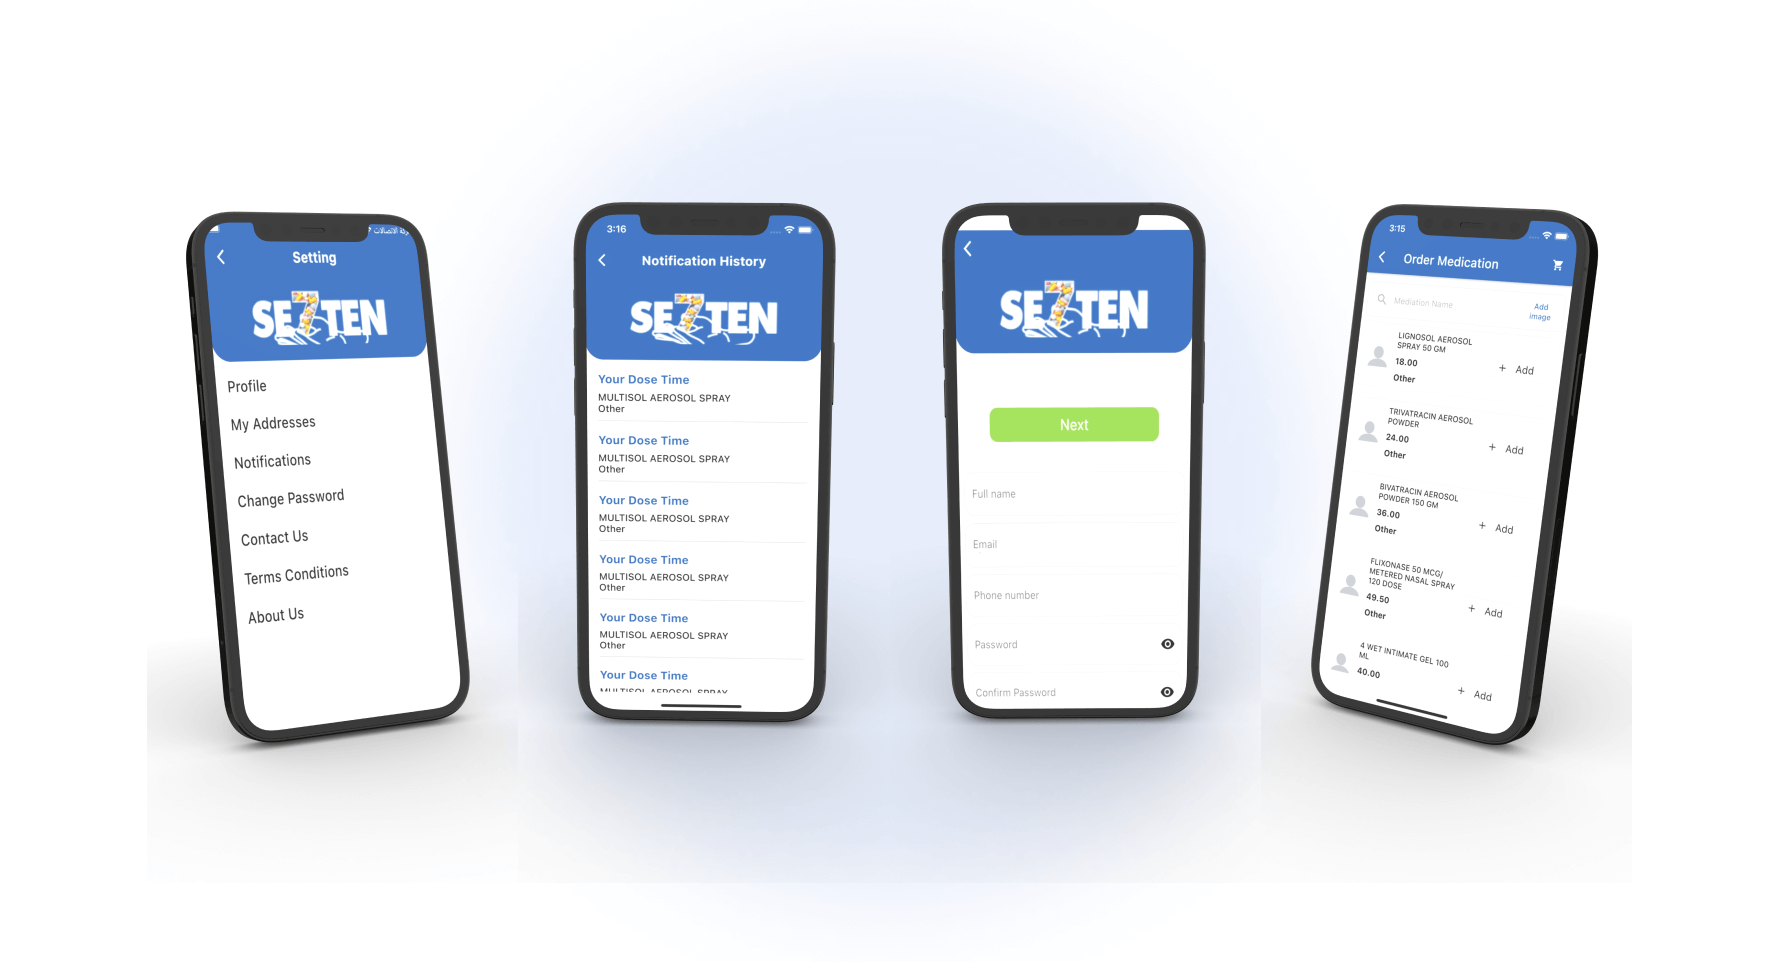 شركة الاتصالات
Setting
SE7TEN
Profile
My Addresses
Notifications
Change Password
Contact Us
Terms Conditions
About Us
3:16
Notification History
SE7TEN
Your Dose Time
MULTISOL AEROSOL SPRAY
Other
Your Dose Time
MULTISOL AEROSOL SPRAY
Other
Your Dose Time
MULTISOL AEROSOL SPRAY
Other
Your Dose Time
MULTISOL AEROSOL SPRAY
Other
Your Dose Time
MULTISOL AEROSOL SPRAY
Other
Your Dose Time
MULTISOL AEROSOL SPRAY
SE7TEN
Next
Full name
Email
Phone number
Password
Confirm Password
3:15
Order Medication
Mediation Name
Add
image
LIGNOSOL AEROSOL
SPRAY 50 GM
18.00
Other
+ Add
TRIVATRACIN AEROSOL
POWDER
24.00
Other
+ Add
BIVATRACIN AEROSOL
POWDER 150 GM
36.00
Other
+ Add
FLIXONASE 50 MCG/
METERED NASAL SPRAY
120 DOSE
49.50
Other
+ Add
4 WET INTIMATE GEL 100
ML
40.00
+ Add